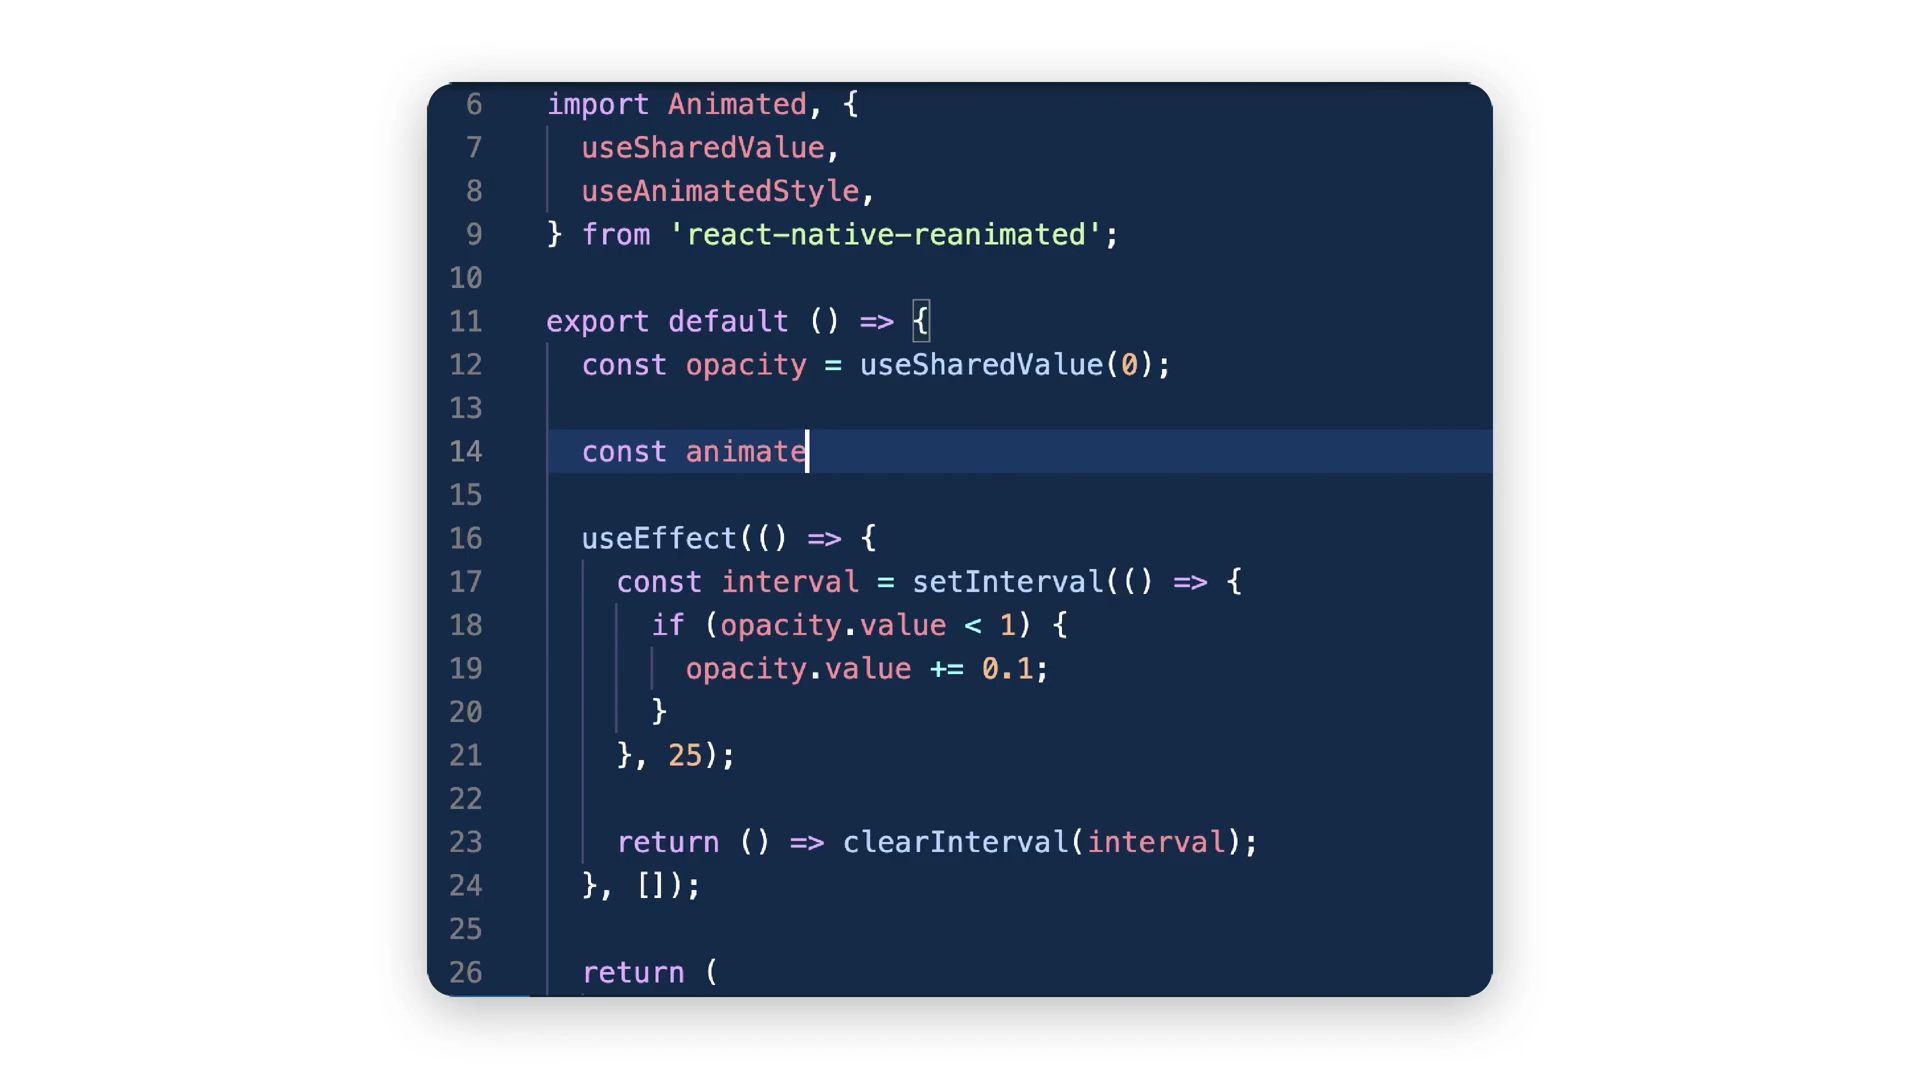 6 import Animated, {
7 useSharedValue,
8 useAnimatedStyle,
9 } from 'react-native-reanimated';
10
11 export default () => {
12 const opacity = useSharedValue(0);
13
14 const animate
15
16 useEffect(() => {
17 const interval = setInterval(() => {
18 if (opacity.value < 1) {
19 opacity.value += 0.1;
20 }
21 }, 25);
22
23 return () => clearInterval(interval);
24 }, []);
25
26 return (